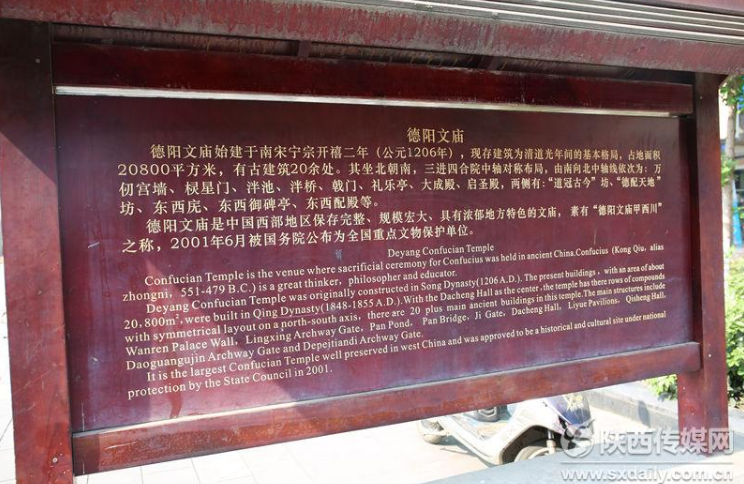 德阳文庙
德阳文庙始建于南宋宁宗开禧二年（公元1206年），现存建筑为清道光年间的基本格局，占地面积
20800平方米，有古建筑20余处。其坐北朝南，三进四合院中轴对称布局，由南向北中轴线依次为：万
仞宫墙、棂星门、泮池、泮桥、戟门、礼乐亭、大成殿、启圣殿，两侧有：“道冠古今”坊、“德配天地”
坊、东西庑、东西御碑亭、东西配殿等。
德阳文庙是中国西部地区保存完整、规模宏大、具有浓郁地方特色的文庙，素有“德阳文庙甲西川”
之称，2001年6月被国务院公布为全国重点文物保护单位。
Deyang Confucian Temple
Confucian Temple is the venue where sacrificial ceremony for Confucius was held in ancient China.Confucius (Kong Qiu, alias
zhongni, 551-479 B.C.) is a great thinker, philosopher and educator.
Deyang Confucian Temple was originally constructed in Song Dynasty(1206 A.D.). The present buildings, with an area of about
20,800m², were built in Qing Dynasty(1848-1855 A.D.).With the Dacheng Hall as the center, the temple has three rows of compounds
with symmetrical layout on a north-south axis, there are 20 plus main ancient buildings in this temple.The main structures include
Wanren Palace Wall, Lingxing Archway Gate, Pan Pond, Pan Bridge, Ji Gate, Dacheng Hall, Liyue Pavilions, Qisheng Hall,
Daoguangujin Archway Gate and Depejtiandi Archway Gate.
It is the largest Confucian Temple well preserved in west China and was approved to be a historical and cultural site under national
protection by the State Council in 2001.
陕西传媒网
www.sxdaily.com.cn